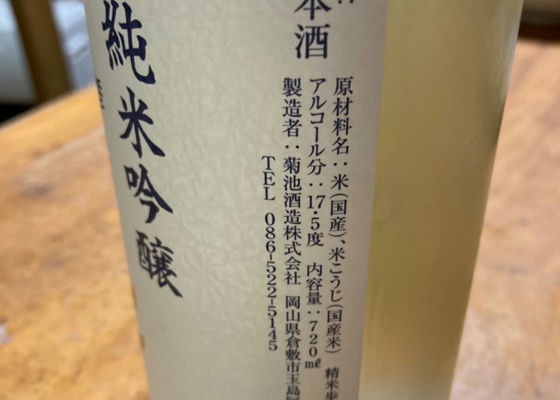 本酒
原材料名：米（国産）、米こうじ（国産米） 精米歩
アルコール分：17・5度 内容量：720㎖
製造者：菊池酒造株式会社 岡山県倉敷市玉島
TEL 086-522-5145
純米吟醸